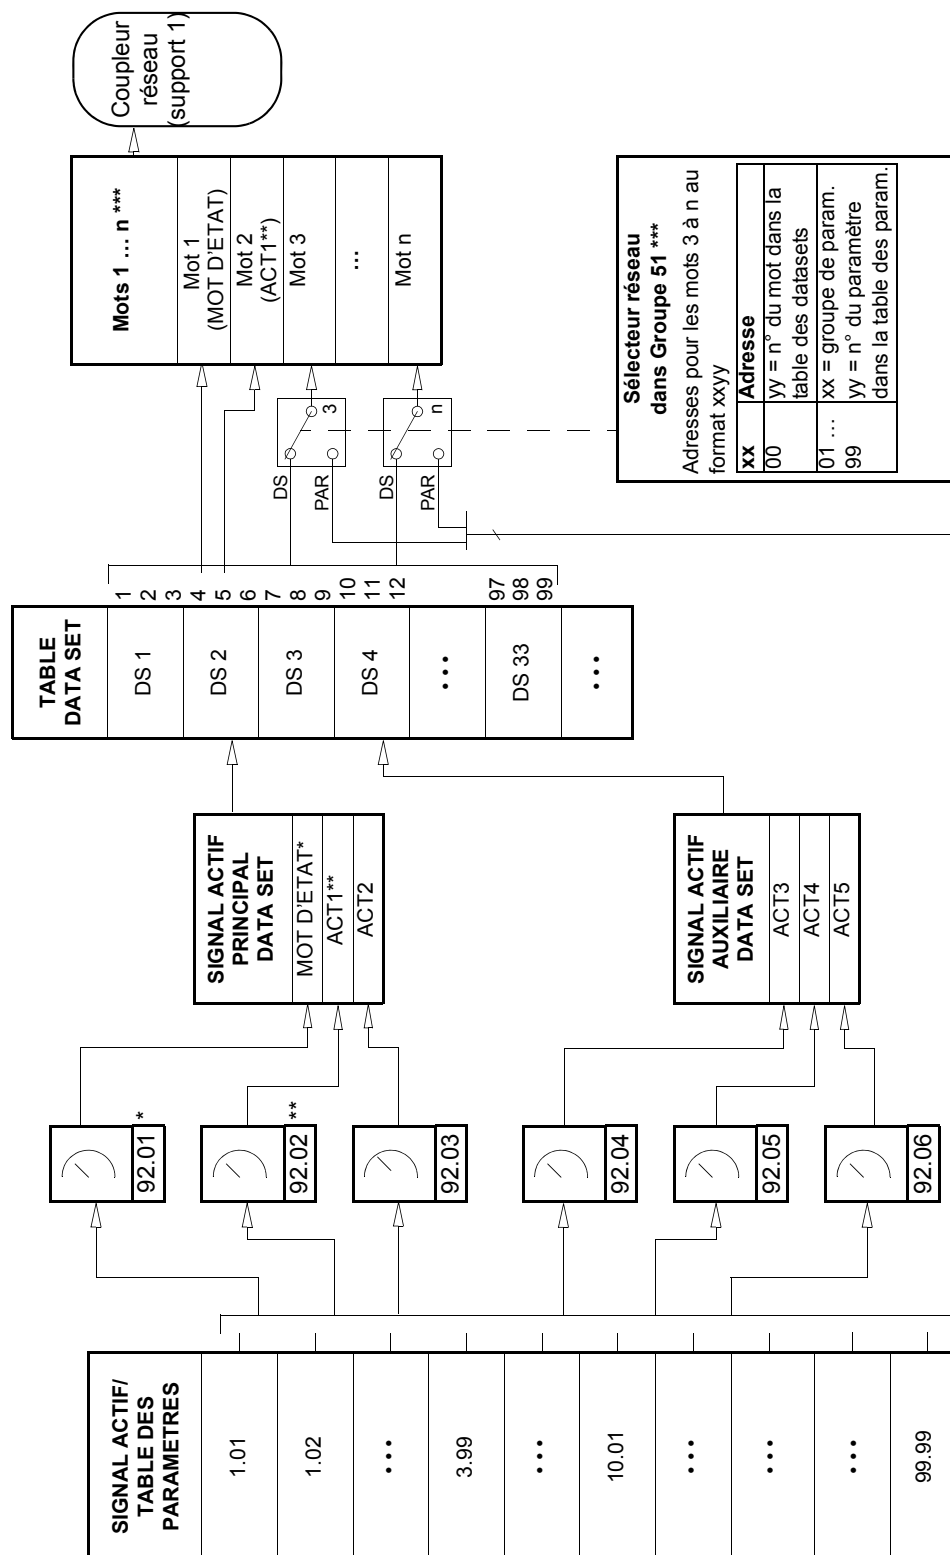 SIGNAL ACTIF/
TABLE DES
PARAMETRES
1.01
1.02
...
3.99
...
10.01
...
...
...
99.99
92.01
*
92.02
**
92.03
92.04
92.05
92.06
SIGNAL ACTIF
PRINCIPAL
DATA SET
MOT D'ETAT*
ACT1**
ACT2
SIGNAL ACTIF
AUXILIAIRE
DATA SET
ACT3
ACT4
ACT5
TABLE
DATA SET
DS 1
DS 2
DS 3
DS 4
...
DS 33
...
1
2
3
4
5
6
7
8
9
10
11
12
97
98
99
DS
PAR
3
DS
PAR
n
Mots 1 ... n ***
Mot 1
(MOT D'ETAT)
Mot 2
(ACT1**)
Mot 3
...
Mot n
Coupleur
réseau
(support 1)
Sélecteur réseau
dans Groupe 51 ***
Adresses pour les mots 3 à n au
format xxyy
xx Adresse
00 yy = n° du mot dans la
table des datasets
01 ... xx = groupe de param.
99 yy = n° du paramètre
dans la table des param.